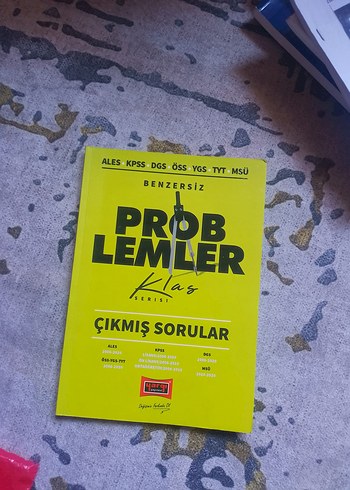 ALES KPSS DGS ÖSS YGS TYT MSÜ
BENZERSİZ
PROB
LEMLER
Klas
SERİSİ
ÇIKMIŞ SORULAR
ALES
KPSS
DGS
ÖSS-YGS-TYT
MSÜ
yargı